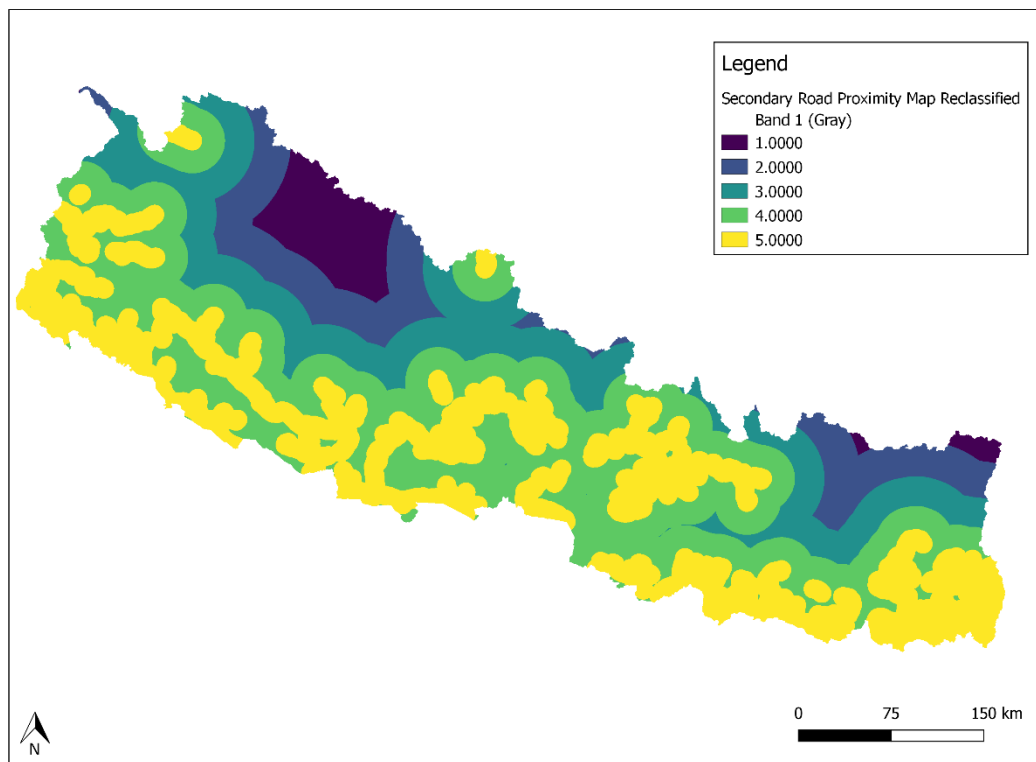 Legend
Secondary Road Proximity Map Reclassified
Band 1 (Gray)
1.0000
2.0000
3.0000
4.0000
5.0000
N
0 75 150 km